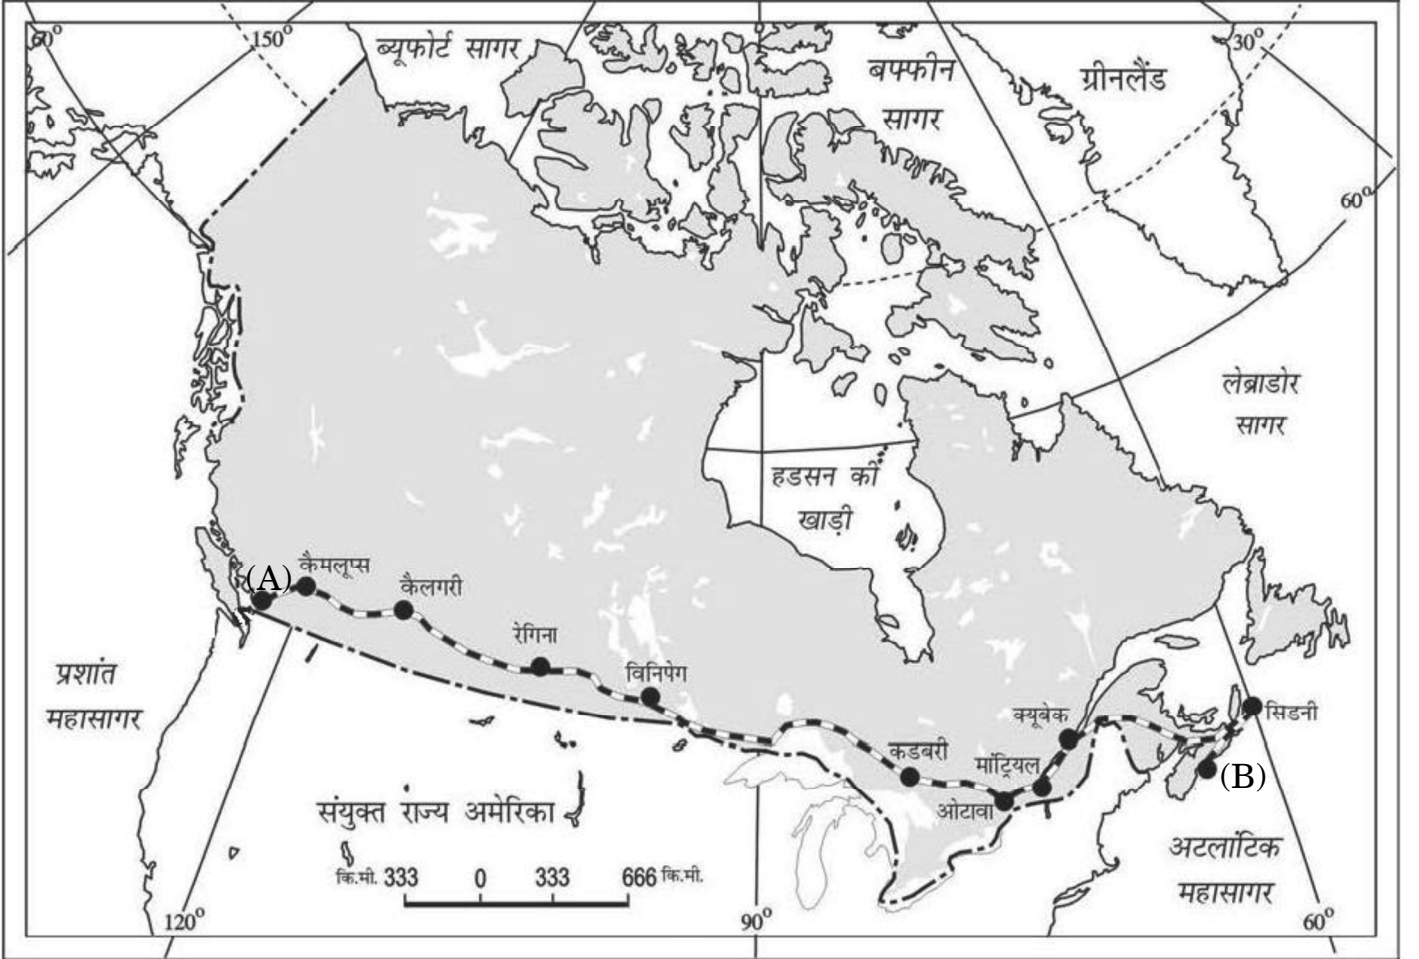 60°
150°
ब्यूफोर्ट सागर
बफ्फीन
सागर
ग्रीनलैंड
30°
60°
लेब्राडोर
सागर
हडसन की
खाड़ी
(A)
कैमलूप्स
कैलगरी
रेगिना
विनिपेग
प्रशांत
महासागर
क्यूबेक
सिडनी
कडबरी
मांट्रियल
(B)
ओटावा
संयुक्त राज्य अमेरिका
अटलांटिक
महासागर
कि.मी. 333 0 333 666 कि.मी.
120°
90°
60°